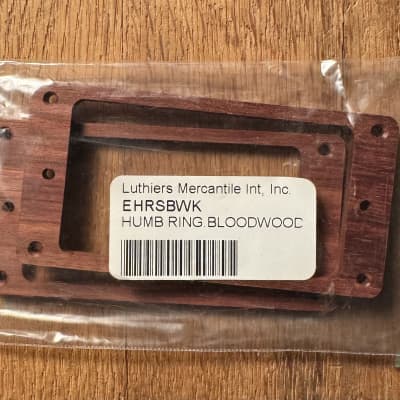 Luthiers Mercantile Int, Inc.
EHRSBWK
HUMB RING BLOODWOOD